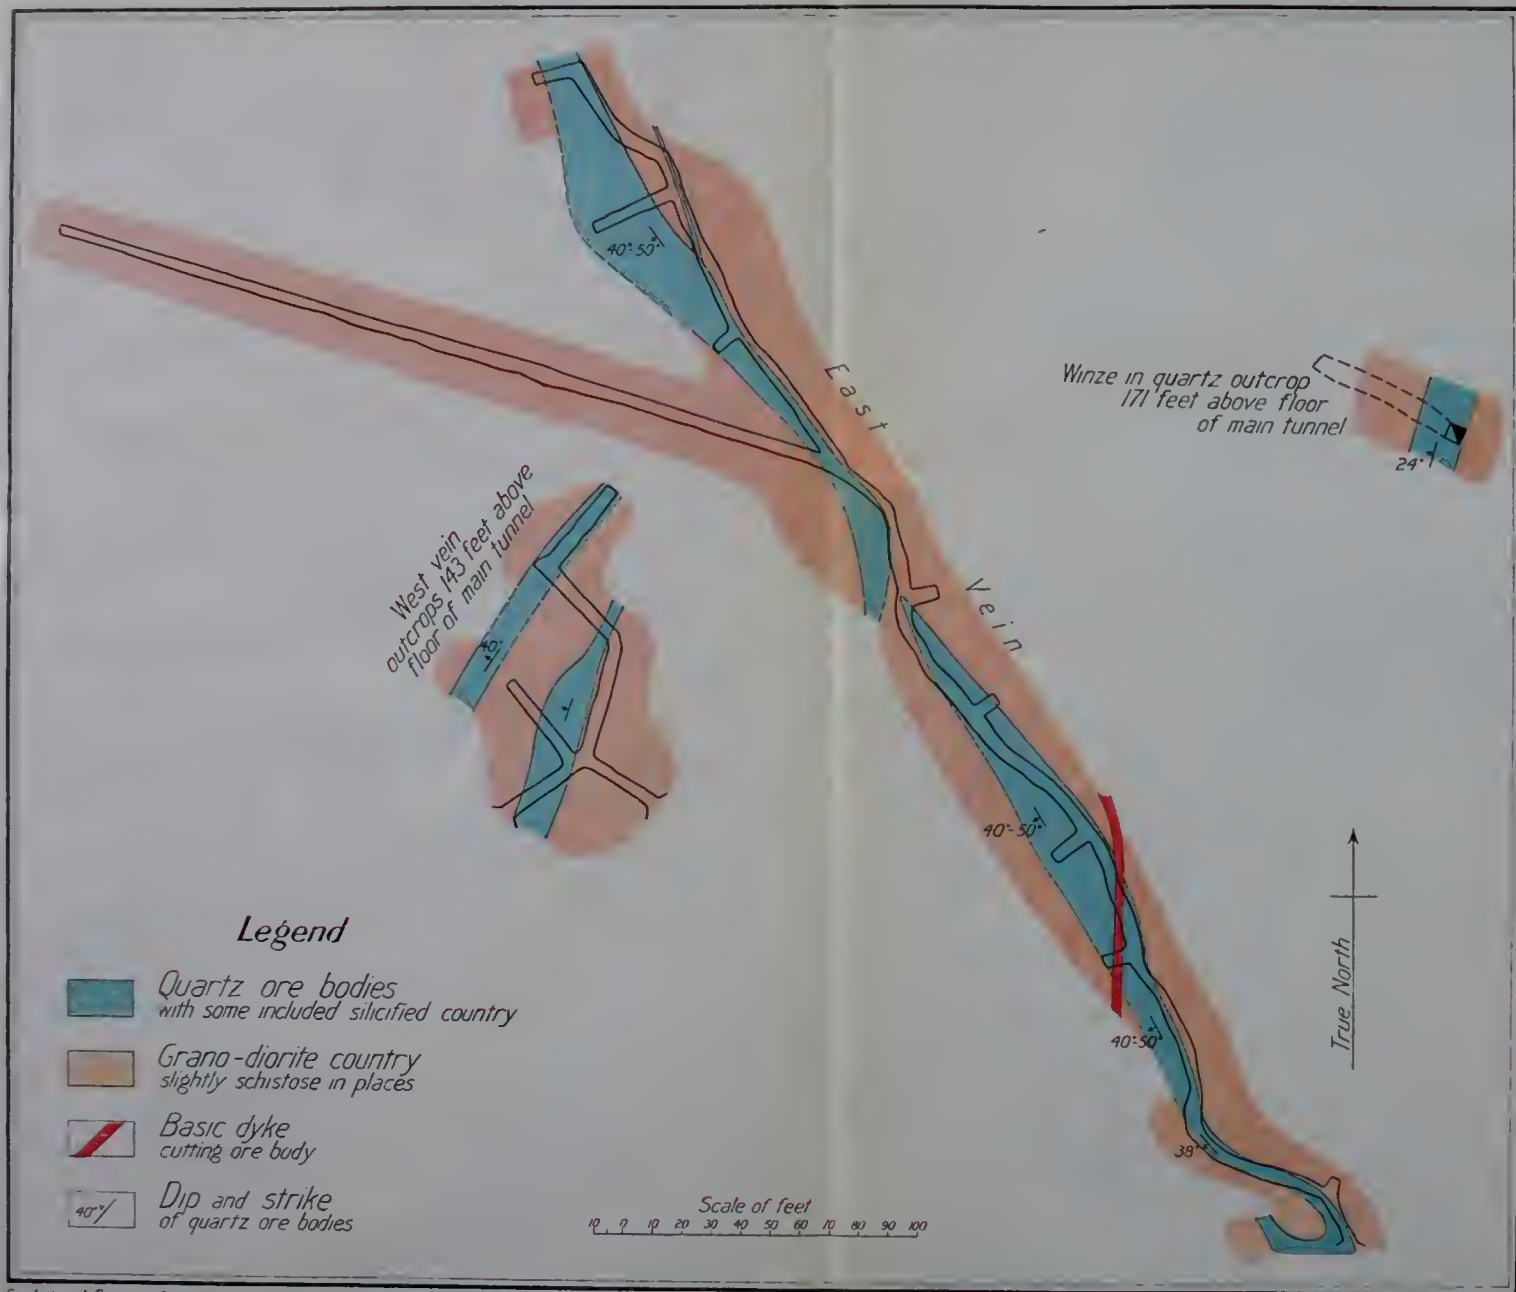 40°-50°
East
Vein
Winze in quartz outcrop
171 feet above floor
of main tunnel
24°
West vein
outcrops 143 feet above
floor of main tunnel
40°
40°-50°
40°-50°
38°
True North
Legend
Quartz ore bodies
with some included silicified country
Grano-diorite country
slightly schistose in places
Basic dyke
cutting ore body
40°
Dip and strike
of quartz ore bodies
Scale of feet
10 0 10 20 30 40 50 60 70 80 90 100